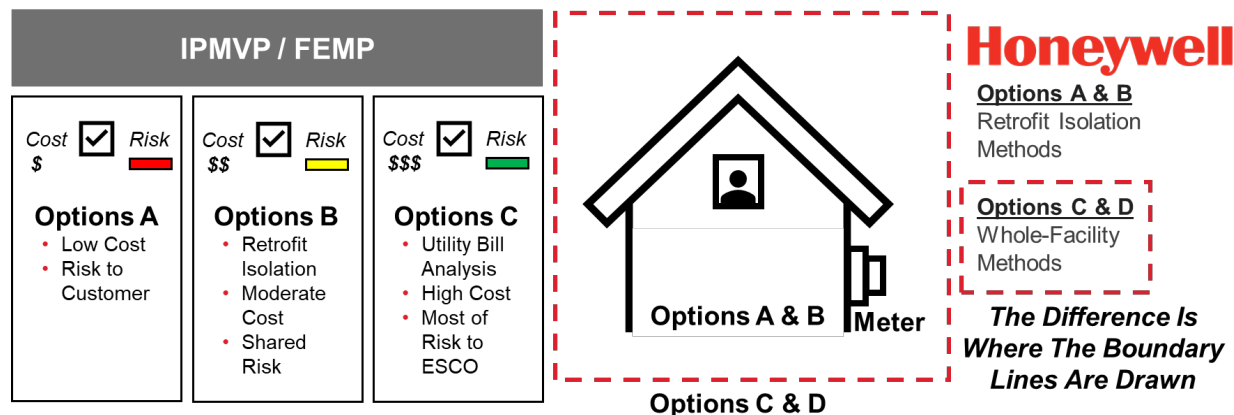 IPMVP / FEMP
Cost
$
Risk
Options A
• Low Cost
• Risk to
Customer
Cost
$$
Risk
Options B
• Retrofit
Isolation
• Moderate
Cost
• Shared
Risk
Cost
$$$
Risk
Options C
• Utility Bill
Analysis
• High Cost
• Most of
Risk to
ESCO
Options A & B
Meter
Options C & D
Honeywell
Options A & B
Retrofit Isolation
Methods
Options C & D
Whole-Facility
Methods
The Difference Is
Where The Boundary
Lines Are Drawn